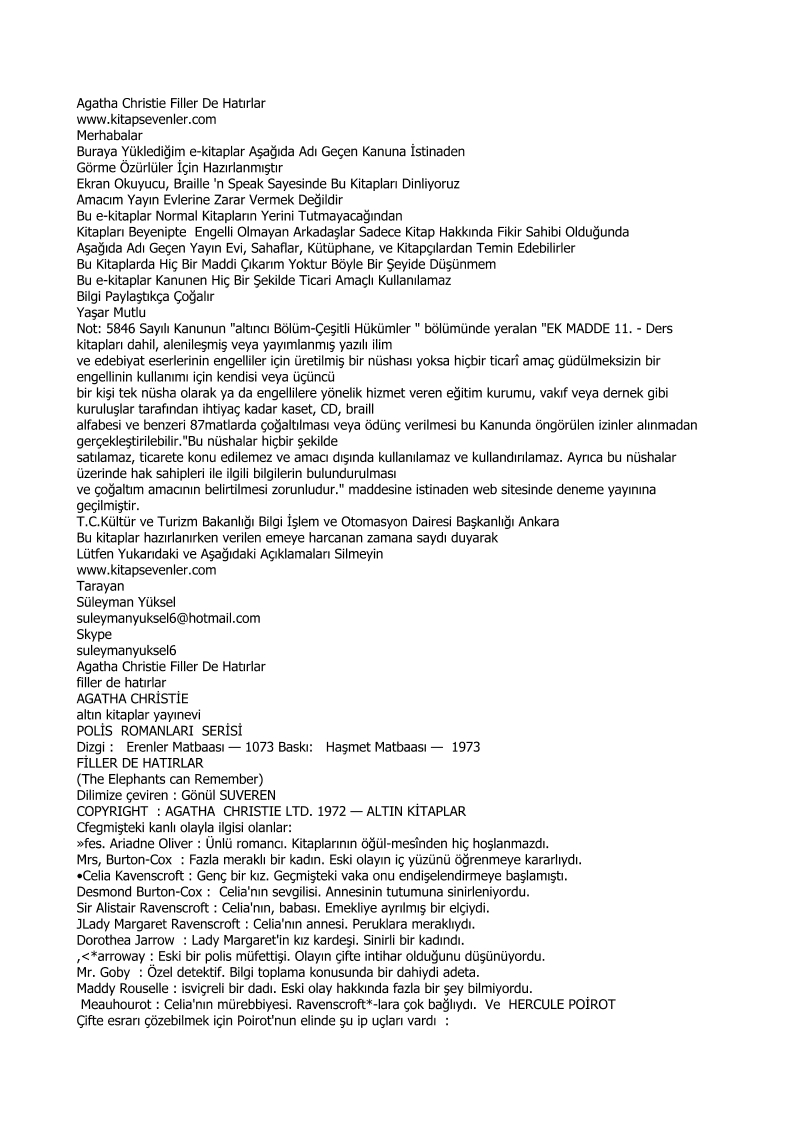 Agatha Christie Filler De Hatırlar
www.kitapsevenler.com
Merhabalar
Buraya Yüklediğim e-kitaplar Aşağıda Adı Geçen Kanuna İstinaden
Görme Özürlüler İçin Hazırlanmıştır
Ekran Okuyucu, Braille 'n Speak Sayesinde Bu Kitapları Dinliyoruz
Amacım Yayın Evlerine Zarar Vermek Değildir
Bu e-kitaplar Normal Kitapların Yerini Tutmayacağından
Kitapları Beyenipte  Engelli Olmayan Arkadaşlar Sadece Kitap Hakkında Fikir Sahibi Olduğunda
Aşağıda Adı Geçen Yayın Evi, Sahaflar, Kütüphane, ve Kitapçılardan Temin Edebilirler
Bu Kitaplarda Hiç Bir Maddi Çıkarım Yoktur Böyle Bir Şeyide Düşünmem
Bu e-kitaplar Kanunen Hiç Bir Şekilde Ticari Amaçlı Kullanılamaz
Bilgi Paylaştıkça Çoğalır
Yaşar Mutlu
Not: 5846 Sayılı Kanunun "altıncı Bölüm-Çeşitli Hükümler " bölümünde yeralan "EK MADDE 11. - Ders
kitapları dahil, alenileşmiş veya yayımlanmış yazılı ilim
ve edebiyat eserlerinin engelliler için üretilmiş bir nüshası yoksa hiçbir ticarî amaç güdülmeksizin bir
engellinin kullanımı için kendisi veya üçüncü
bir kişi tek nüsha olarak ya da engellilere yönelik hizmet veren eğitim kurumu, vakıf veya dernek gibi
kuruluşlar tarafından ihtiyaç kadar kaset, CD, braill
alfabesi ve benzeri 87matlarda çoğaltılması veya ödünç verilmesi bu Kanunda öngörülen izinler alınmadan
gerçekleştirilebilir."Bu nüshalar hiçbir şekilde
satılamaz, ticarete konu edilemez ve amacı dışında kullanılamaz ve kullandırılamaz. Ayrıca bu nüshalar
üzerinde hak sahipleri ile ilgili bilgilerin bulundurulması
ve çoğaltım amacının belirtilmesi zorunludur." maddesine istinaden web sitesinde deneme yayınına
geçilmiştir.
T.C.Kültür ve Turizm Bakanlığı Bilgi İşlem ve Otomasyon Dairesi Başkanlığı Ankara
Bu kitaplar hazırlanırken verilen emeye harcanan zamana saydı duyarak
Lütfen Yukarıdaki ve Aşağıdaki Açıklamaları Silmeyin
www.kitapsevenler.com
Tarayan
Süleyman Yüksel
suleymanyuksel6@hotmail.com
Skype
suleymanyuksel6
Agatha Christie Filler De Hatırlar
filler de hatırlar
AGATHA CHRİSTİE
altın kitaplar yayınevi
POLİS  ROMANLARI  SERİSİ
Dizgi :   Erenler Matbaası — 1073 Baskı:   Haşmet Matbaası —  1973
FİLLER DE HATIRLAR
(The Elephants can Remember)
Dilimize çeviren : Gönül SUVEREN
COPYRIGHT  : AGATHA  CHRISTIE LTD. 1972 — ALTIN KİTAPLAR
Cfegmişteki kanlı olayla ilgisi olanlar:
»fes. Ariadne Oliver : Ünlü romancı. Kitaplarının öğül-mesînden hiç hoşlanmazdı.
Mrs, Burton-Cox  : Fazla meraklı bir kadın. Eski olayın iç yüzünü öğrenmeye kararlıydı.
•Celia Kavenscroft : Genç bir kız. Geçmişteki vaka onu endişelendirmeye başlamıştı.
Desmond Burton-Cox :  Celia'nın sevgilisi. Annesinin tutumuna sinirleniyordu.
Sir Alistair Ravenscroft : Celia'nın, babası. Emekliye ayrılmış bir elçiydi.
JLady Margaret Ravenscroft : Celia'nın annesi. Peruklara meraklıydı.
Dorothea Jarrow  : Lady Margaret'in kız kardeşi. Sinirli bir kadındı.
,<*arroway : Eski bir polis müfettişi. Olayın çifte intihar olduğunu düşünüyordu.
Mr. Goby  : Özel detektif. Bilgi toplama konusunda bir dahiydi adeta.
Maddy Rouselle : isviçreli bir dadı. Eski olay hakkında fazla bir şey bilmiyordu.
Meauhourot : Celia'nın mürebbiyesi. Ravenscroft*-lara çok bağlıydı.  Ve  HERCULE POİROT
Çifte esrarı çözebilmek için Poirot'nun elinde şu ip uçları vardı  :